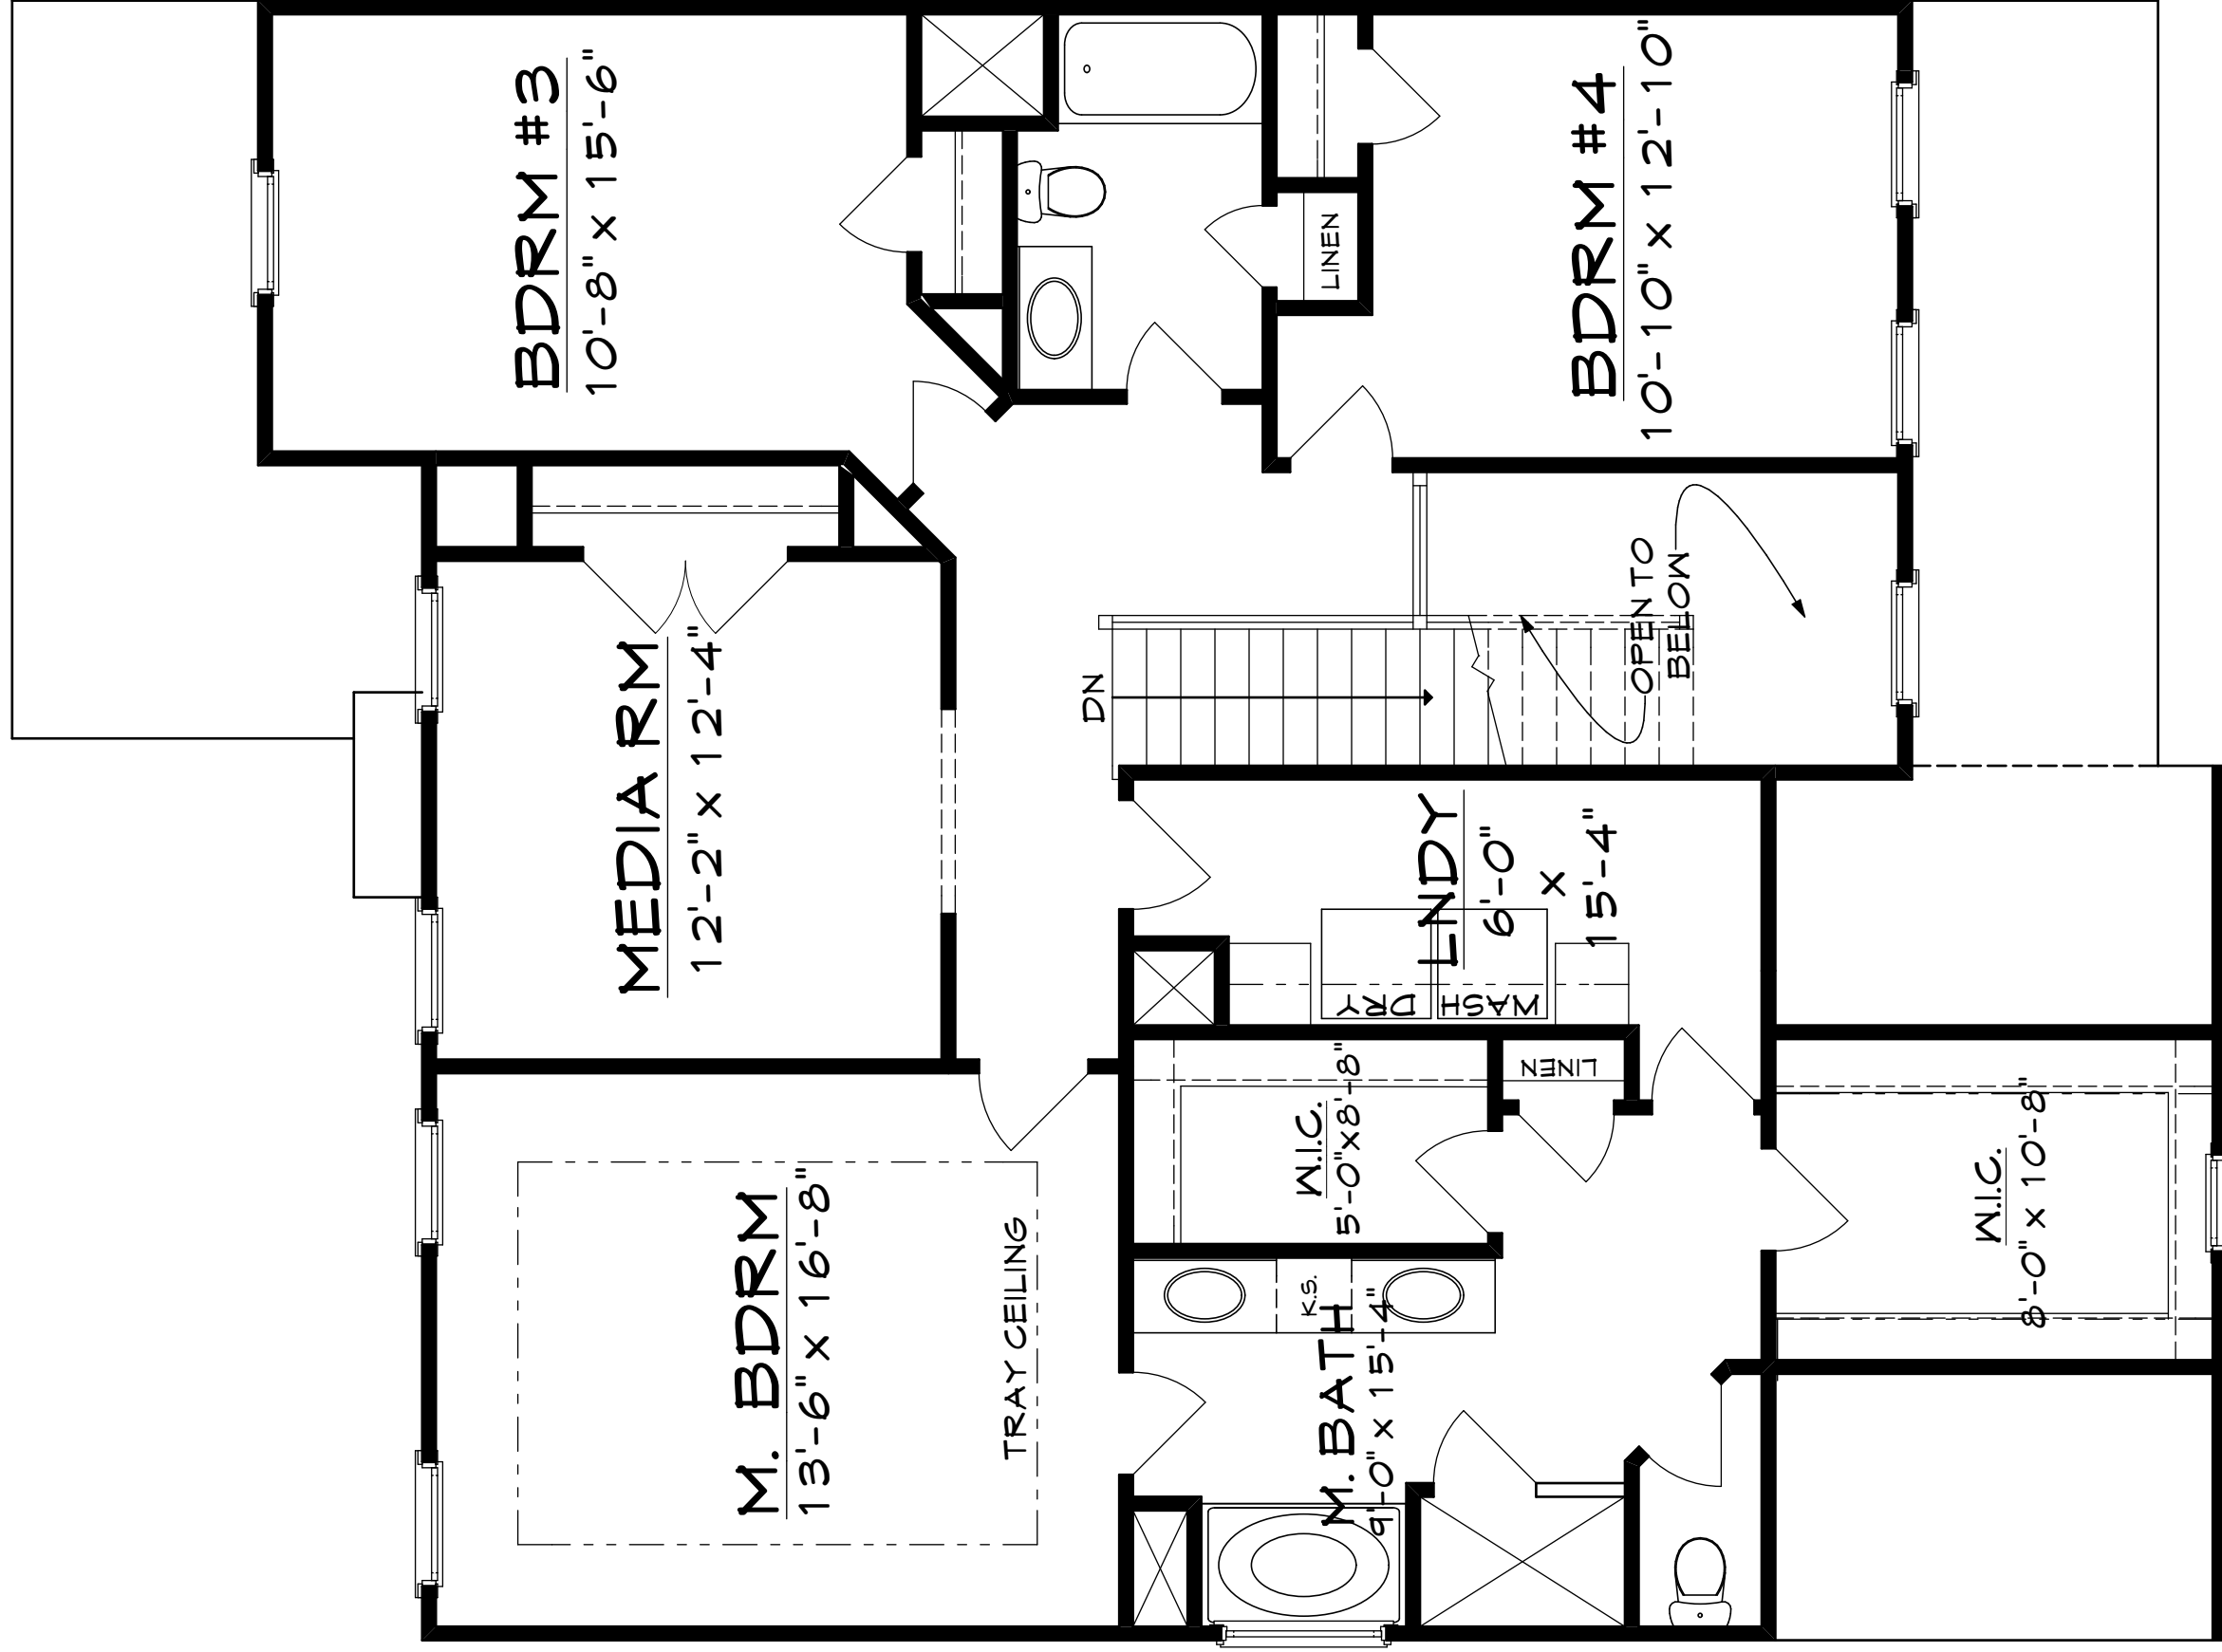 BDRM #3
10'-8" x 15'-6"
BDRM #4
10'-10" x 12'-10"
LINEN
MEDIA RM
12'-2" x 12'-4"
DN
OPEN TO
BELOW
LNDY
6'-0"
x
15'-4"
DRY
WASH
M. BDRM
13'-6" x 16'-8"
TRAY CEILING
W.I.C.
5'-0"x8'-8"
LINEN
W.I.C.
8'-0" x 10'-8"
K.S.
M. BATH
9'-0" x 15'-4"